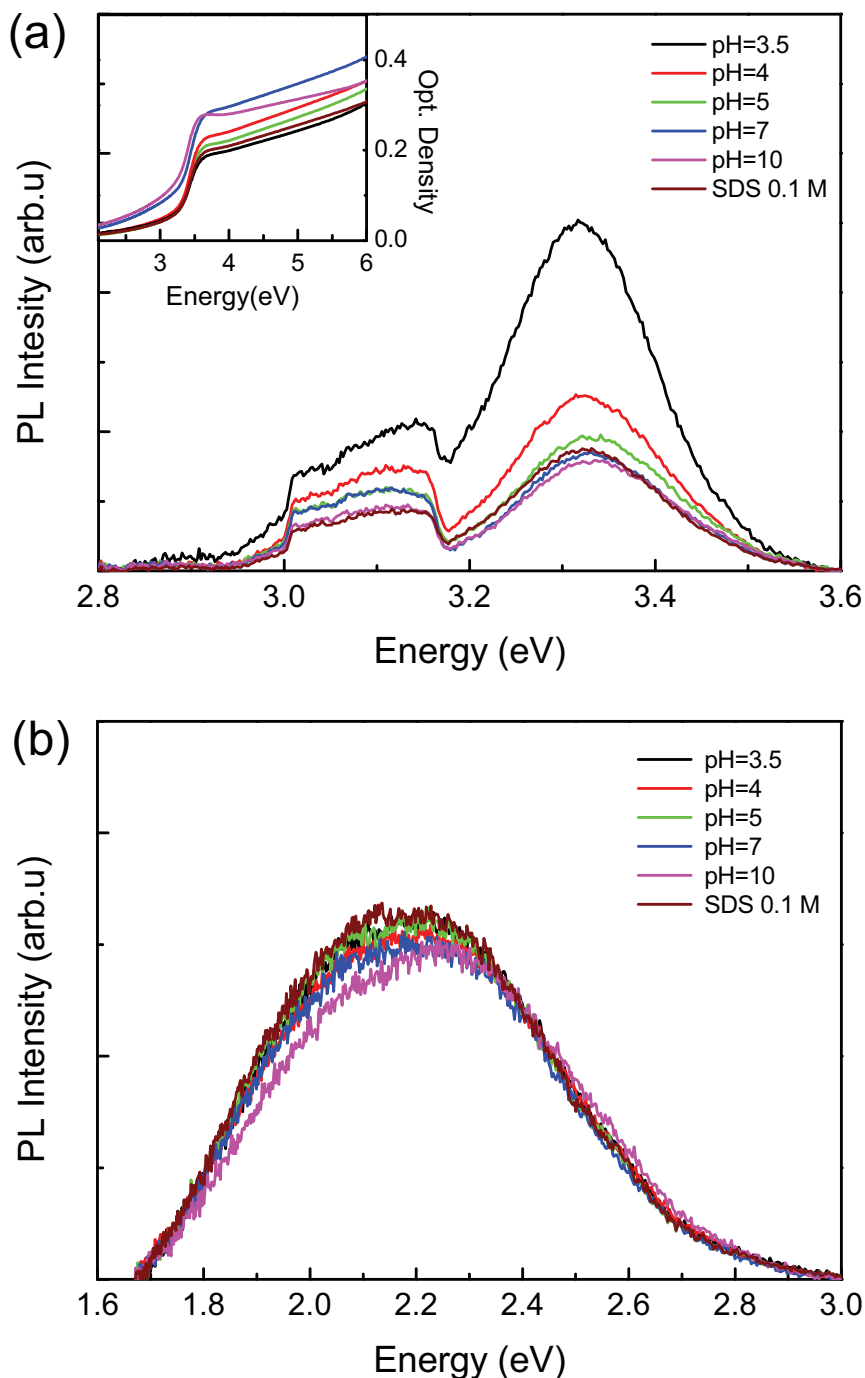 (a)
pH=3.5
pH=4
pH=5
pH=7
pH=10
SDS 0.1 M
0.4
0.2
0.0
Opt. Density
3 4 5 6
Energy(eV)
PL Intesity (arb.u)
2.8 3.0 3.2 3.4 3.6
Energy (eV)
(b)
pH=3.5
pH=4
pH=5
pH=7
pH=10
SDS 0.1 M
PL Intensity (arb.u)
1.6 1.8 2.0 2.2 2.4 2.6 2.8 3.0
Energy (eV)